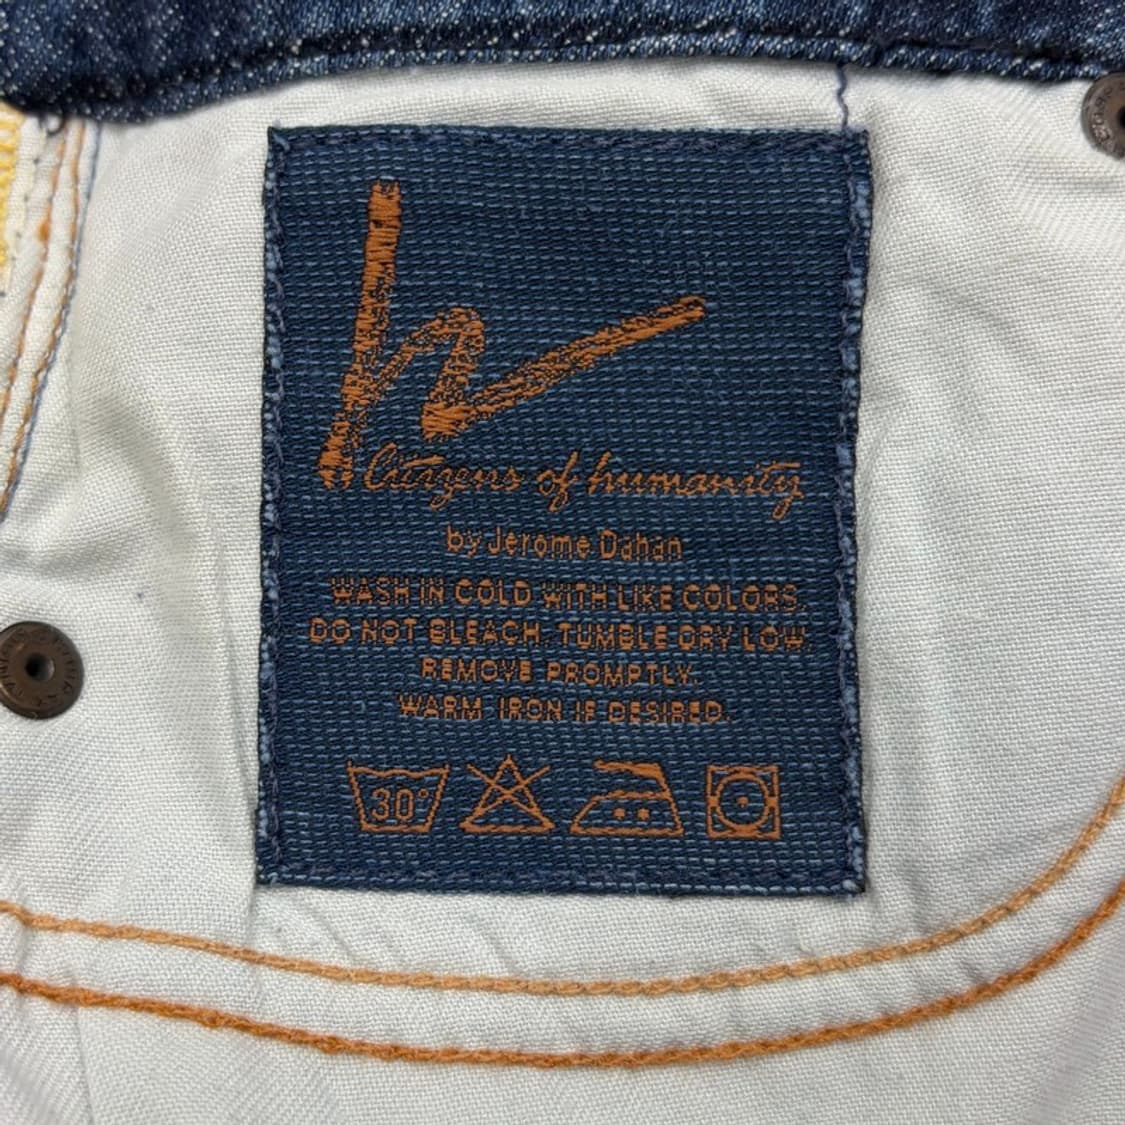 h
Citizens of humanity
by Jerome Dahan
WASH IN COLD WITH LIKE COLORS.
DO NOT BLEACH. TUMBLE DRY LOW.
REMOVE PROMPTLY.
WARM IRON IF DESIRED.
30°